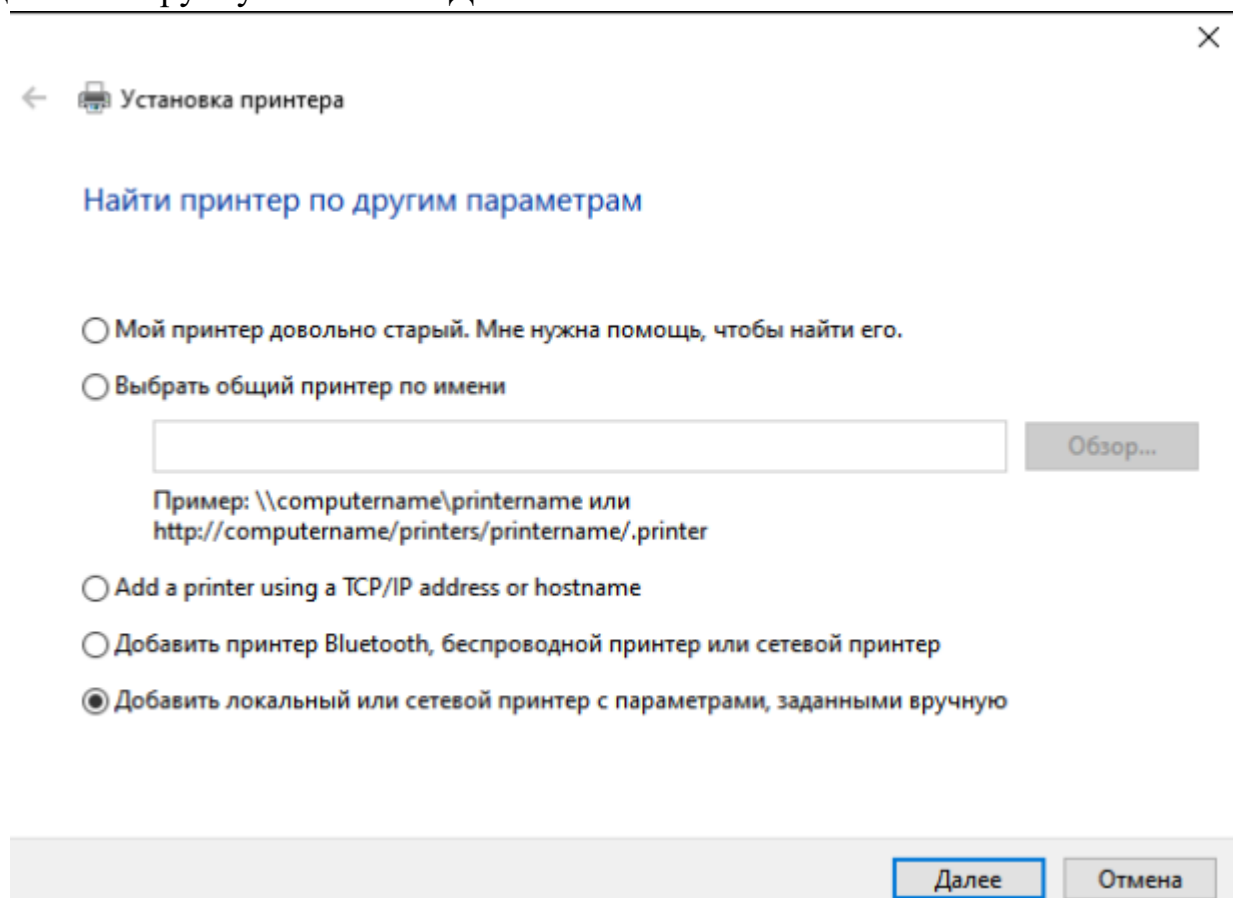 Установка принтера
Найти принтер по другим параметрам
Мой принтер довольно старый. Мне нужна помощь, чтобы найти его.
Выбрать общий принтер по имени
Обзор...
Пример: \\computername\printername или
http://computername/printers/printername/.printer
Add a printer using a TCP/IP address or hostname
Добавить принтер Bluetooth, беспроводной принтер или сетевой принтер
Добавить локальный или сетевой принтер с параметрами, заданными вручную
Далее
Отмена